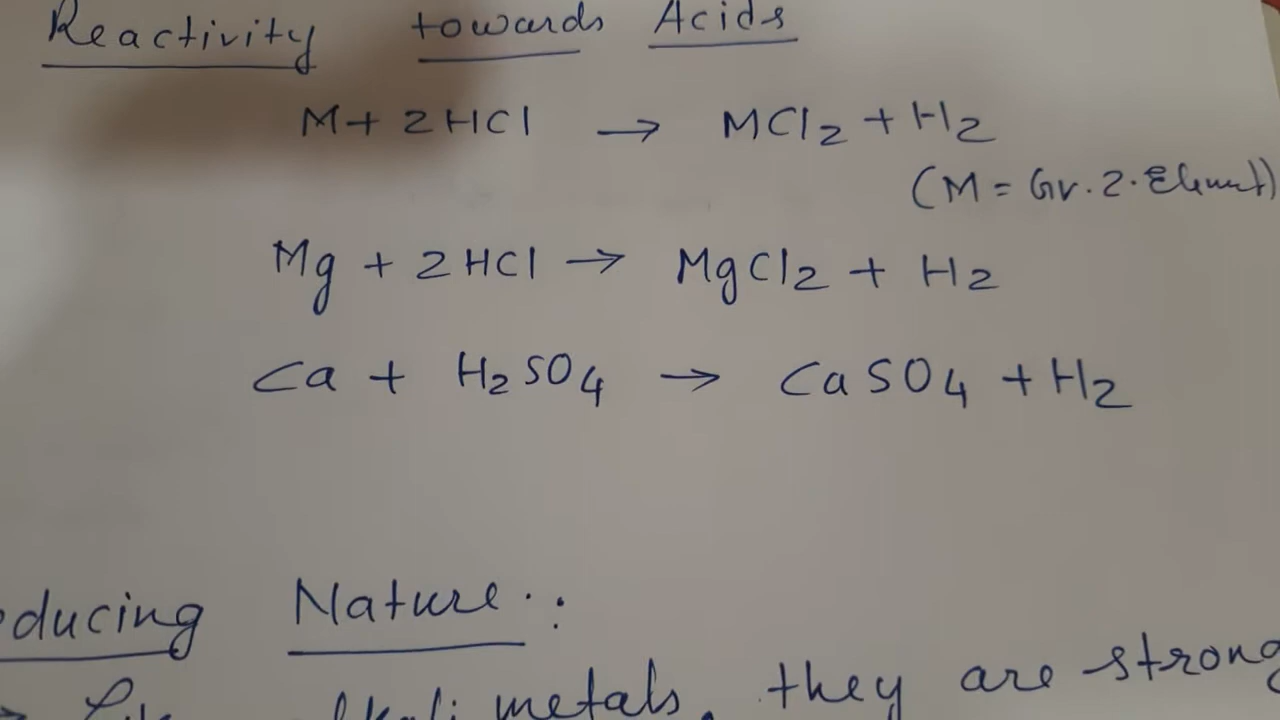 Reactivity towards Acids
M + 2HCl → MCl₂ + H₂
(M = Gr. 2. Element)
Mg + 2HCl → MgCl₂ + H₂
Ca + H₂SO₄ → CaSO₄ + H₂
Nature :
metals, they are strong